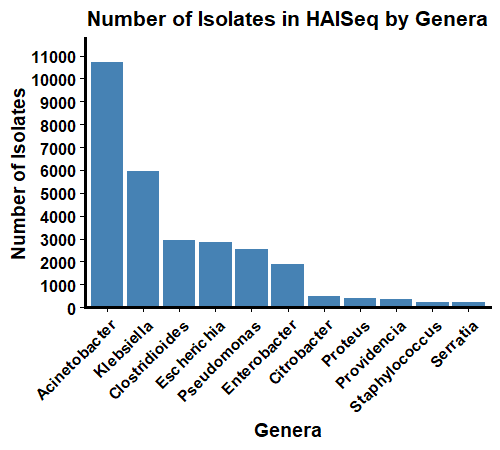 Number of Isolates in HAISeq by Genera
Number of Isolates
11000
10000
9000
8000
7000
6000
5000
4000
3000
2000
1000
0
Acinetobacter
Klebsiella
Clostridioides
Escherichia
Pseudomonas
Enterobacter
Citrobacter
Proteus
Providencia
Staphylococcus
Serratia
Genera